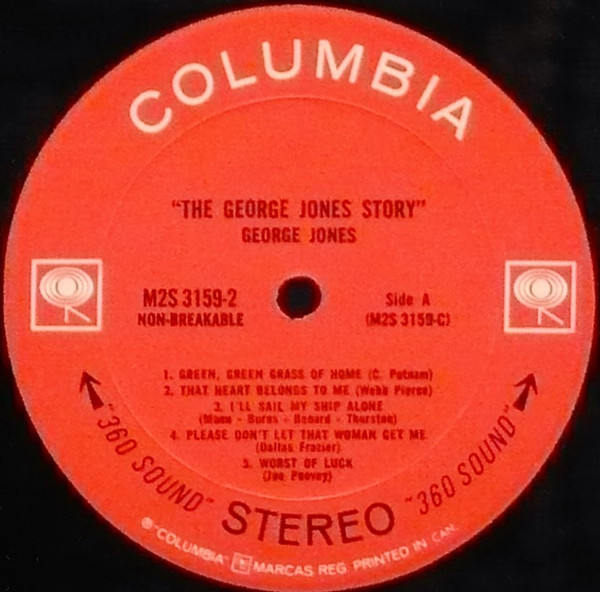 COLUMBIA
"THE GEORGE JONES STORY"
GEORGE JONES
M2S 3159-2
NON-BREAKABLE
Side A
(M2S 3159-C)
1. GREEN, GREEN GRASS OF HOME (C. Putnam)
2. THAT HEART BELONGS TO ME (Webb Pierce)
3. I'LL SAIL MY SHIP ALONE
(Mann - Burns - Benard - Thurston)
4. PLEASE DON'T LET THAT WOMAN GET ME
(Dallas Frazier)
5. WORST OF LUCK
(Joe Poovey)
"360 SOUND" STEREO "360 SOUND"
"COLUMBIA" MARCAS REG. PRINTED IN CAN.